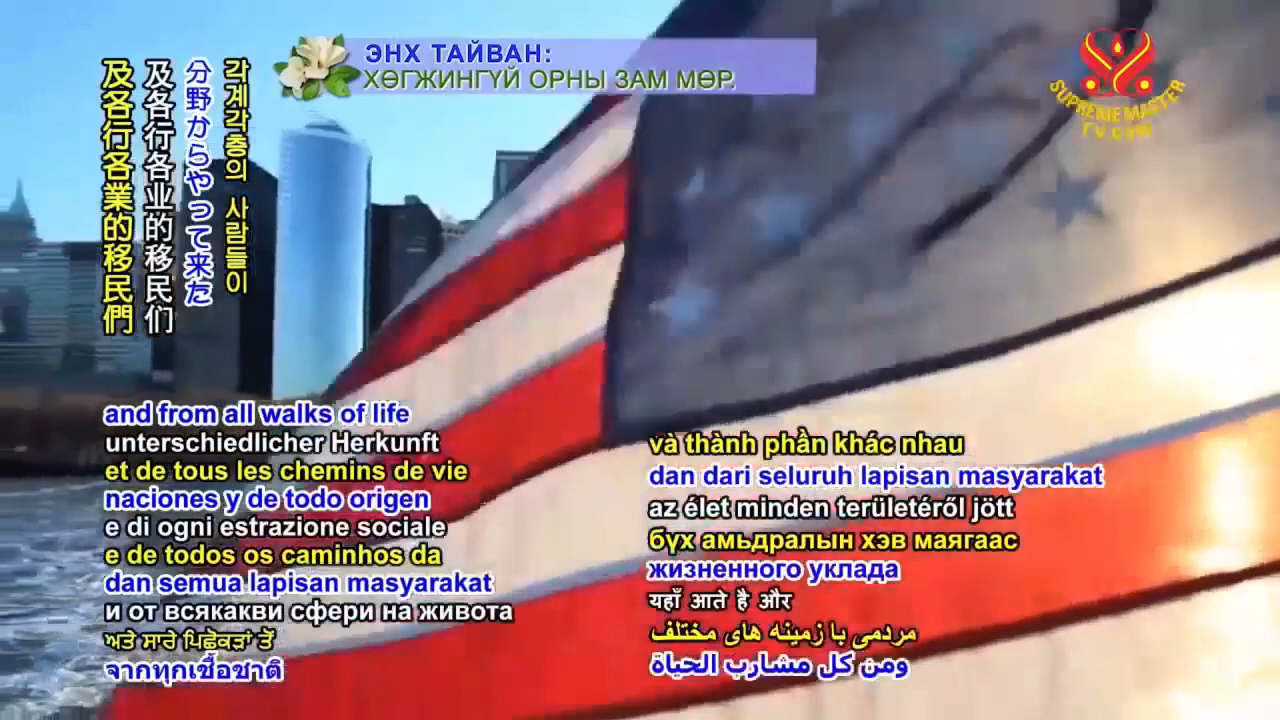 ЭНХ ТАЙВАН:
ХӨГЖИНГҮЙ ОРНЫ ЗАМ МӨР.
SUPREME MASTER
TV.COM
각계각층의 사람들이
分野からやって来た
及各行各业的移民们
及各行各業的移民們
and from all walks of life
unterschiedlicher Herkunft
et de tous les chemins de vie
naciones y de todo origen
e di ogni estrazione sociale
e de todos os caminhos da
dan semua lapisan masyarakat
и от всякакви сфери на живота
ਅਤੇ ਸਾਰੇ ਪਿਛੋਕੜਾਂ ਤੋਂ
จากทุกเชื้อชาติ
và thành phần khác nhau
dan dari seluruh lapisan masyarakat
az élet minden területéről jött
бүх амьдралын хэв маягаас
жизненного уклада
यहाँ आते है और
مردمی با زمینه های مختلف
ومن كل مشارب الحياة